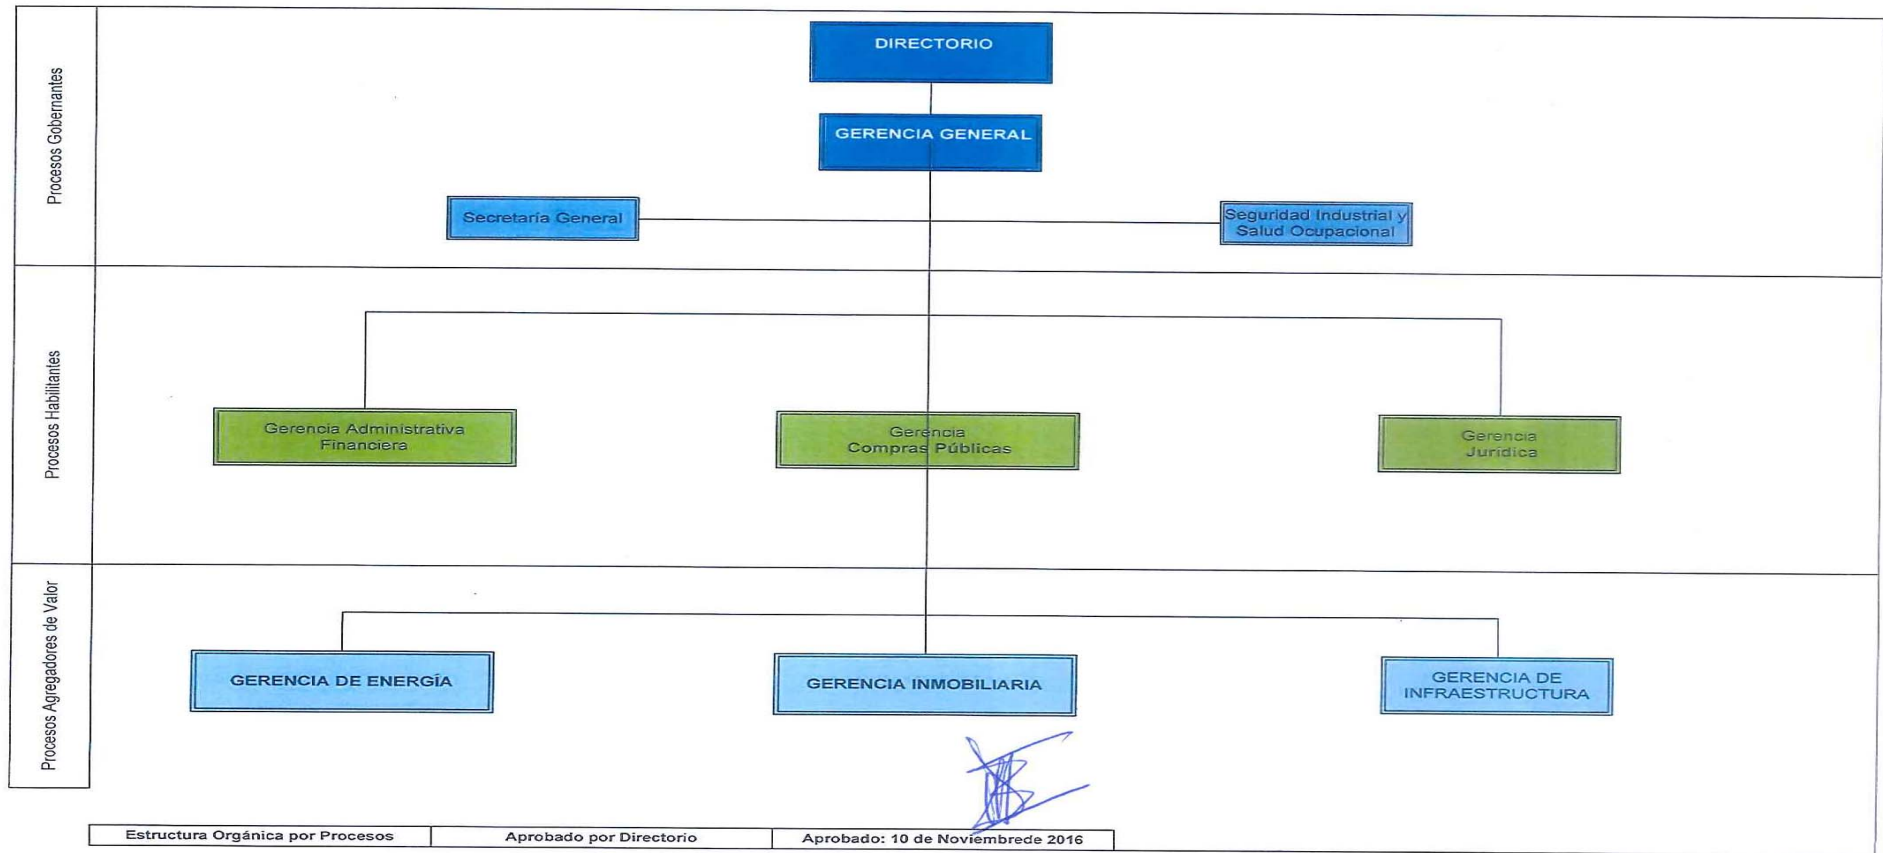 Procesos Gobernantes
DIRECTORIO
GERENCIA GENERAL
Secretaría General
Seguridad Industrial y
Salud Ocupacional
Procesos Habilitantes
Gerencia Administrativa
Financiera
Gerencia
Compras Públicas
Gerencia
Jurídica
Procesos Agregadores de Valor
GERENCIA DE ENERGÍA
GERENCIA INMOBILIARIA
GERENCIA DE
INFRAESTRUCTURA
Estructura Orgánica por Procesos
Aprobado por Directorio
Aprobado: 10 de Noviembrede 2016